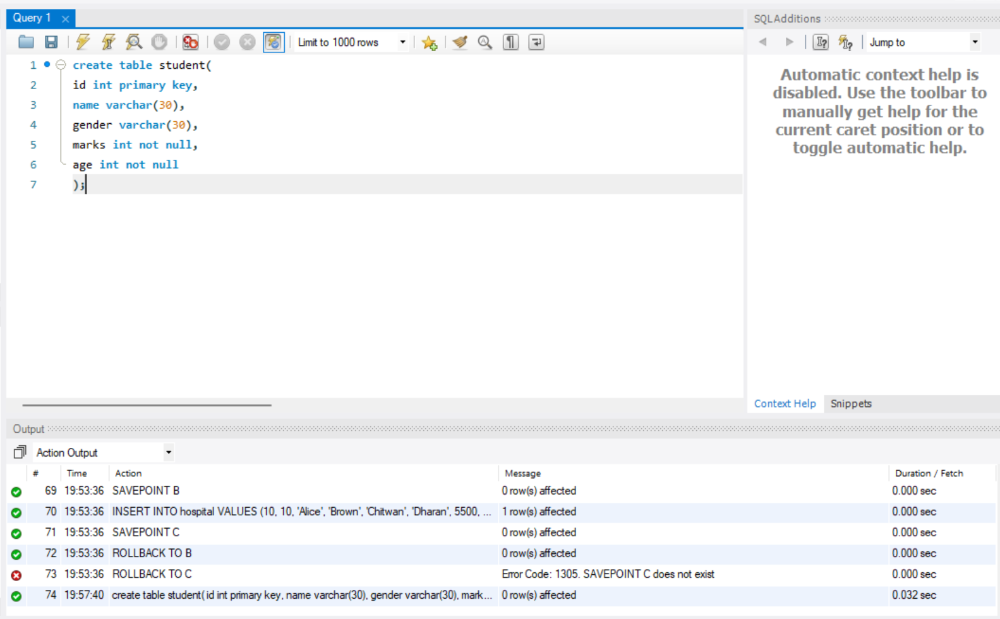 Query 1
SQLAdditions
Limit to 1000 rows
Jump to
1 create table student(
2 id int primary key,
3 name varchar(30),
4 gender varchar(30),
5 marks int not null,
6 age int not null
7 );
Automatic context help is
disabled. Use the toolbar to
manually get help for the
current caret position or to
toggle automatic help.
Context Help Snippets
Output
Action Output
# Time Action Message Duration / Fetch
69 19:53:36 SAVEPOINT B 0 row(s) affected 0.000 sec
70 19:53:36 INSERT INTO hospital VALUES (10, 10, 'Alice', 'Brown', 'Chitwan', 'Dharan', 5500, ... 1 row(s) affected 0.000 sec
71 19:53:36 SAVEPOINT C 0 row(s) affected 0.000 sec
72 19:53:36 ROLLBACK TO B 0 row(s) affected 0.000 sec
73 19:53:36 ROLLBACK TO C Error Code: 1305. SAVEPOINT C does not exist 0.000 sec
74 19:57:40 create table student( id int primary key, name varchar(30), gender varchar(30), mark... 0 row(s) affected 0.032 sec